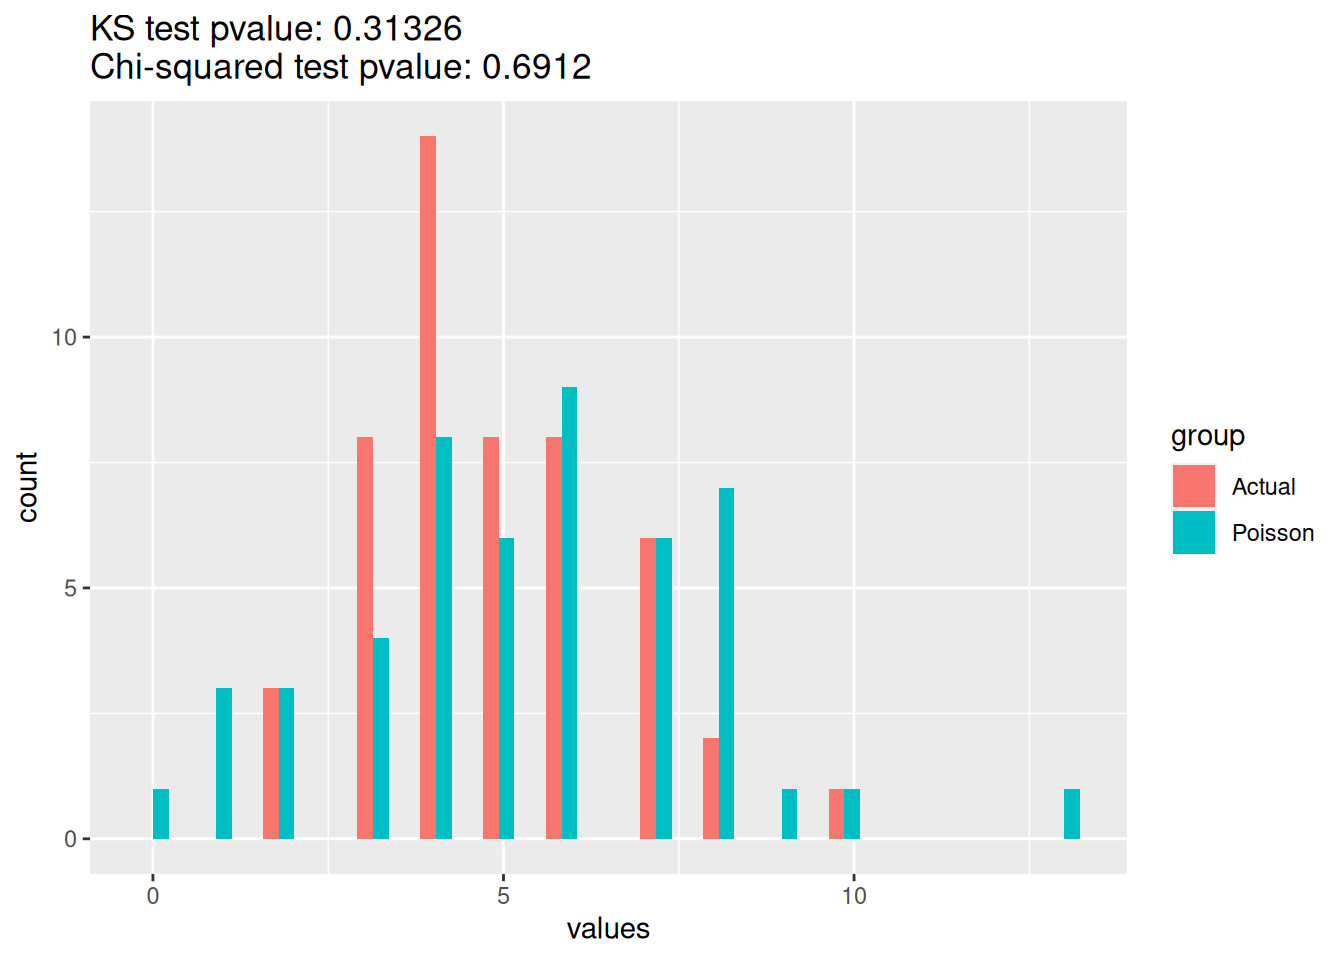 KS test pvalue: 0.31326
Chi-squared test pvalue: 0.6912
10
5
0
count
0
5
10
values
group
Actual
Poisson